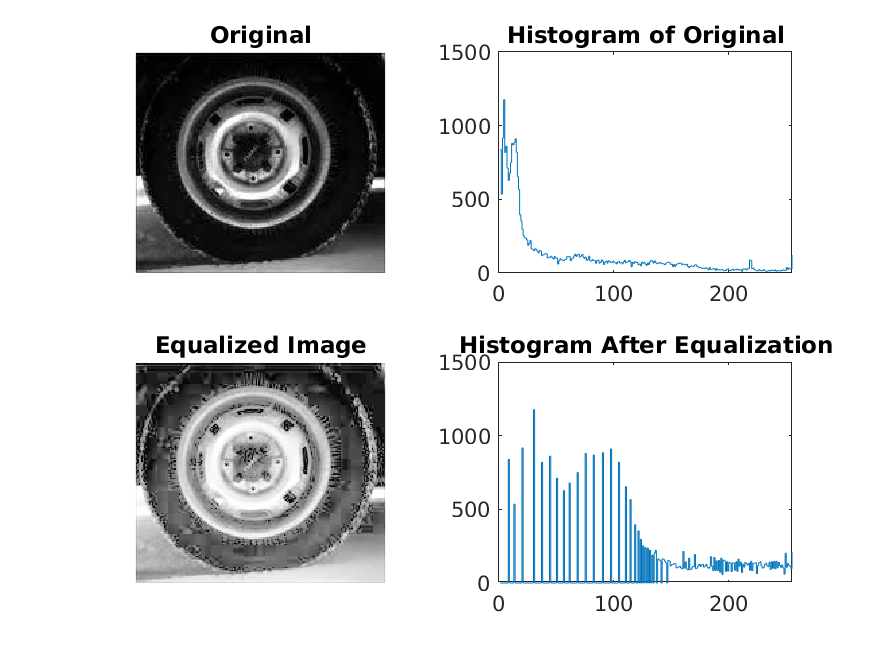 Original
Histogram of Original
1500
1000
500
0
0 100 200
Equalized Image
Histogram After Equalization
1500
1000
500
0
0 100 200